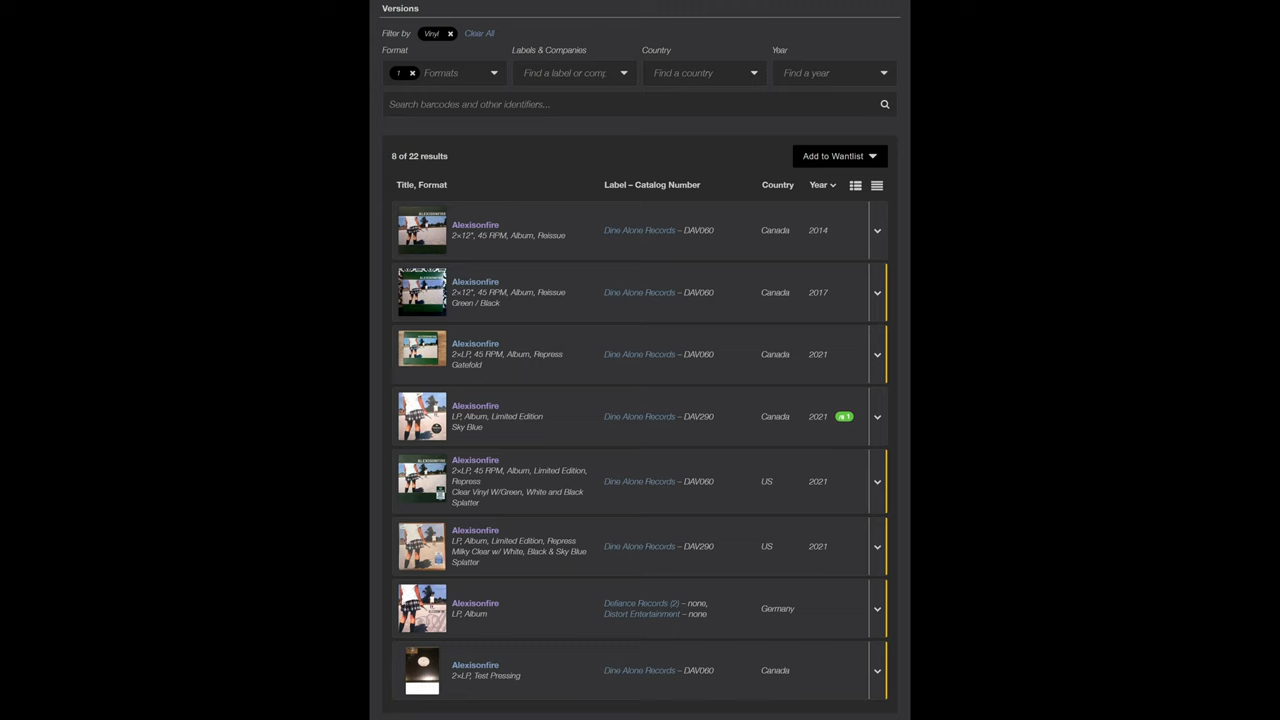 Versions
Filter by Vinyl × Clear All
Format Labels & Companies Country Year
1 × Formats Find a label or comp Find a country Find a year
Search barcodes and other identifiers...
8 of 22 results Add to Wantlist
Title, Format Label – Catalog Number Country Year
Alexisonfire
2×12", 45 RPM, Album, Reissue
Dine Alone Records – DAV060 Canada 2014
Alexisonfire
2×12", 45 RPM, Album, Reissue
Green / Black
Dine Alone Records – DAV060 Canada 2017
Alexisonfire
2×LP, 45 RPM, Album, Repress
Gatefold
Dine Alone Records – DAV060 Canada 2021
Alexisonfire
LP, Album, Limited Edition
Sky Blue
Dine Alone Records – DAV290 Canada 2021 1
Alexisonfire
2×LP, 45 RPM, Album, Limited Edition,
Repress
Clear Vinyl W/Green, White and Black
Splatter
Dine Alone Records – DAV060 US 2021
Alexisonfire
LP, Album, Limited Edition, Repress
Milky Clear w/ White, Black & Sky Blue
Splatter
Dine Alone Records – DAV290 US 2021
Alexisonfire
LP, Album
Defiance Records (2) – none,
Distort Entertainment – none
Germany
Alexisonfire
2×LP, Test Pressing
Dine Alone Records – DAV060 Canada